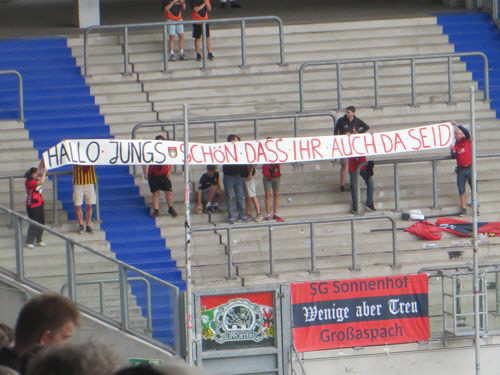 HALLO JUNGS SCHÖN DASS IHR AUCH DA SEID
SG Sonnenhof
Wenige aber Treu
Großaspach